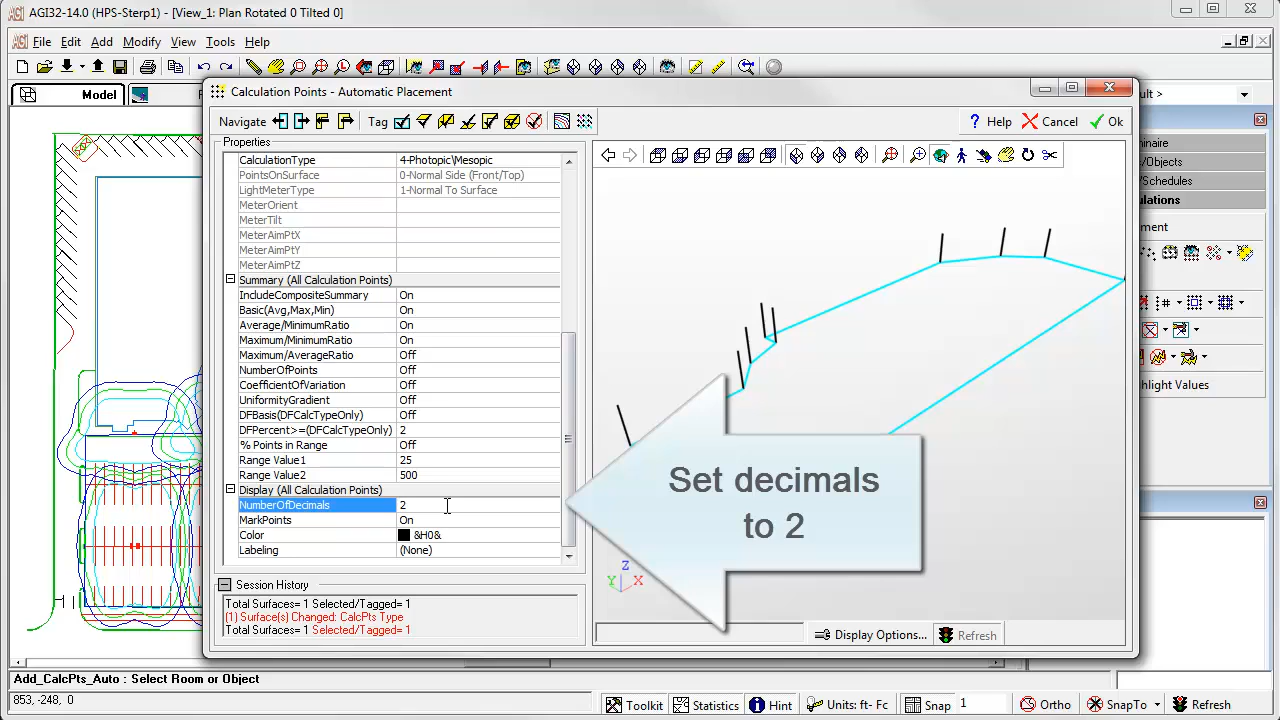 AGI AGI32-14.0 (HPS-Sterp1) - [View_1: Plan Rotated 0 Tilted 0]
AGI File Edit Add Modify View Tools Help
Model
Calculation Points - Automatic Placement
Navigate Tag Help Cancel Ok
Properties
CalculationType 4-Photopic\Mesopic
PointsOnSurface 0-Normal Side (Front/Top)
LightMeterType 1-Normal To Surface
MeterOrient
MeterTilt
MeterAimPtX
MeterAimPtY
MeterAimPtZ
Summary (All Calculation Points)
IncludeCompositeSummary On
Basic(Avg,Max,Min) On
Average/MinimumRatio On
Maximum/MinimumRatio On
Maximum/AverageRatio Off
NumberOfPoints Off
CoefficientOfVariation Off
UniformityGradient Off
DFBasis(DFCalcTypeOnly) Off
DFPercent>=(DFCalcTypeOnly) 2
% Points in Range Off
Range Value1 25
Range Value2 500
Display (All Calculation Points)
NumberOfDecimals 2
MarkPoints On
Color &H0&
Labeling (None)
Session History
Total Surfaces= 1 Selected/Tagged= 1
(1) Surface(s) Changed: CalcPts Type
Total Surfaces= 1 Selected/Tagged= 1
Set decimals
to 2
Z
Y X
Display Options... Refresh
ult >
minaire
/Objects
/Schedules
ulations
ment
hlight Values
Add_CalcPts_Auto : Select Room or Object
853, -248, 0
Toolkit Statistics Hint Units: ft- Fc Snap 1 Ortho SnapTo Refresh